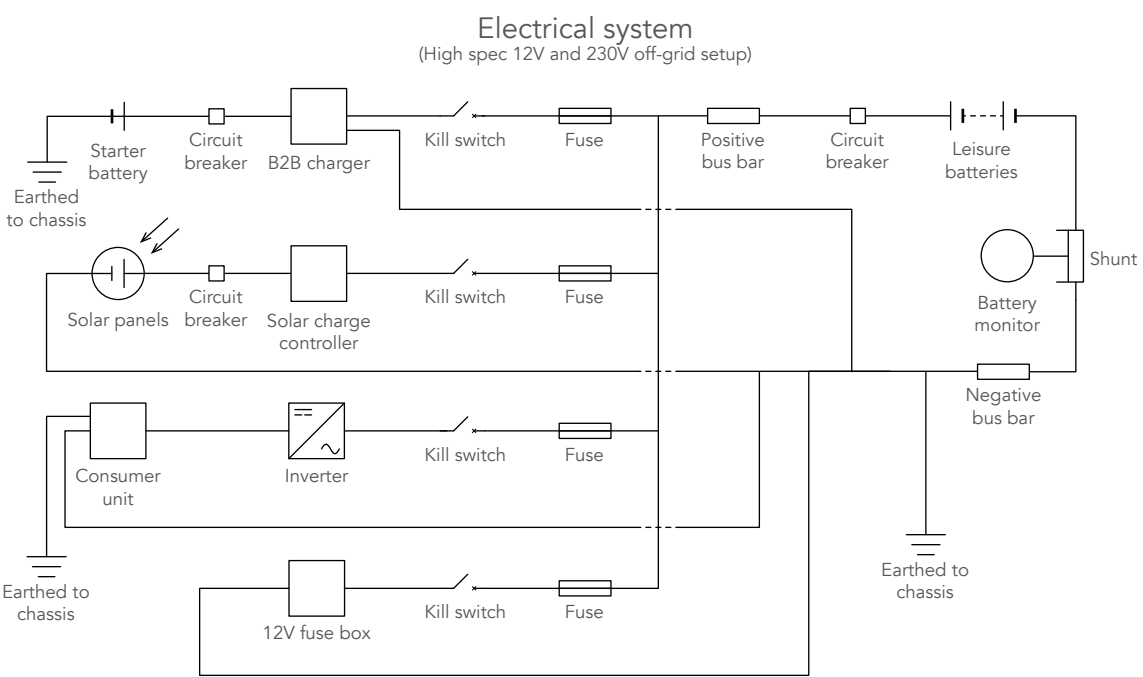 Electrical system
(High spec 12V and 230V off-grid setup)
Starter
battery
Circuit
breaker
B2B charger
Kill switch
Fuse
Positive
bus bar
Circuit
breaker
Leisure
batteries
Earthed
to chassis
Shunt
Battery
monitor
Solar panels
Circuit
breaker
Solar charge
controller
Kill switch
Fuse
Negative
bus bar
Consumer
unit
Inverter
Kill switch
Fuse
Earthed to
chassis
Earthed to
chassis
12V fuse box
Kill switch
Fuse